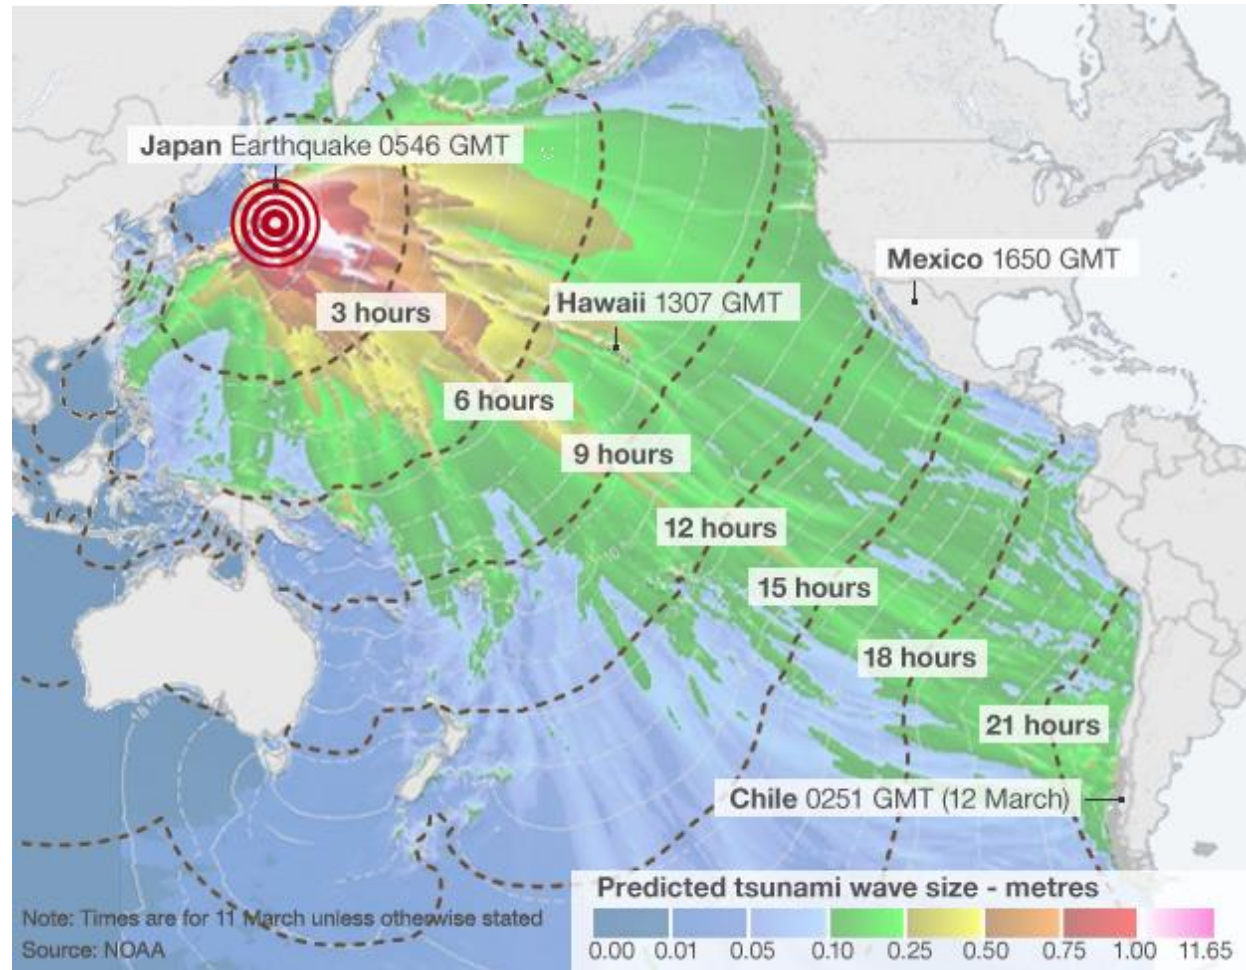 Japan Earthquake 0546 GMT
Mexico 1650 GMT
Hawaii 1307 GMT
3 hours
6 hours
9 hours
12 hours
15 hours
18 hours
21 hours
Chile 0251 GMT (12 March)
Predicted tsunami wave size - metres
0.00 0.01 0.05 0.10 0.25 0.50 0.75 1.00 11.65
Note: Times are for 11 March unless otherwise stated
Source: NOAA